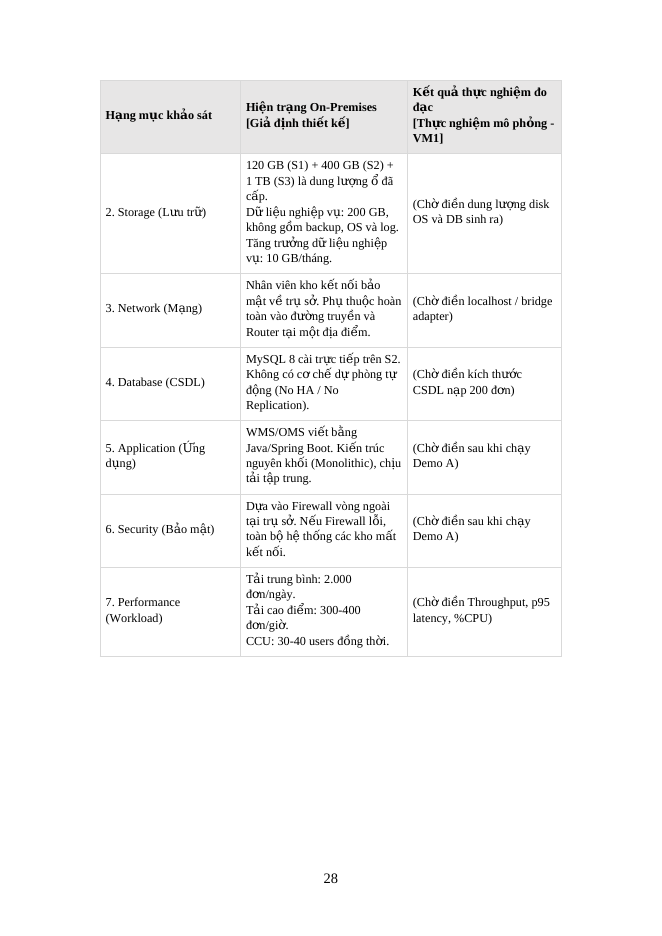 Hạng mục khảo sát
Hiện trạng On-Premises
[Giả định thiết kế]
Kết quả thực nghiệm đo
đạc
[Thực nghiệm mô phỏng -
VM1]
2. Storage (Lưu trữ)
120 GB (S1) + 400 GB (S2) +
1 TB (S3) là dung lượng ổ đã
cấp.
Dữ liệu nghiệp vụ: 200 GB,
không gồm backup, OS và log.
Tăng trưởng dữ liệu nghiệp
vụ: 10 GB/tháng.
(Chờ điền dung lượng disk
OS và DB sinh ra)
3. Network (Mạng)
Nhân viên kho kết nối bảo
mật về trụ sở. Phụ thuộc hoàn
toàn vào đường truyền và
Router tại một địa điểm.
(Chờ điền localhost / bridge
adapter)
4. Database (CSDL)
MySQL 8 cài trực tiếp trên S2.
Không có cơ chế dự phòng tự
động (No HA / No
Replication).
(Chờ điền kích thước
CSDL nạp 200 đơn)
5. Application (Ứng
dụng)
WMS/OMS viết bằng
Java/Spring Boot. Kiến trúc
nguyên khối (Monolithic), chịu
tải tập trung.
(Chờ điền sau khi chạy
Demo A)
6. Security (Bảo mật)
Dựa vào Firewall vòng ngoài
tại trụ sở. Nếu Firewall lỗi,
toàn bộ hệ thống các kho mất
kết nối.
(Chờ điền sau khi chạy
Demo A)
7. Performance
(Workload)
Tải trung bình: 2.000
đơn/ngày.
Tải cao điểm: 300-400
đơn/giờ.
CCU: 30-40 users đồng thời.
(Chờ điền Throughput, p95
latency, %CPU)
28